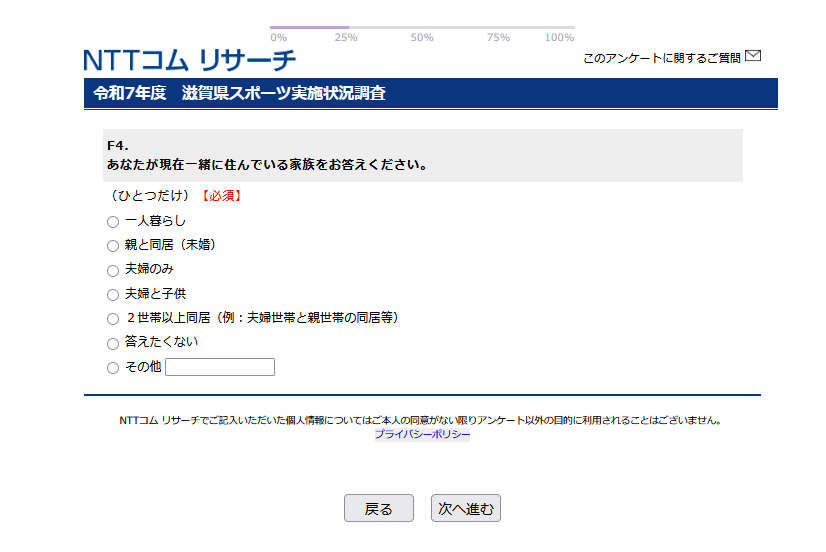 0% 25% 50% 75% 100%
NTTコム リサーチ
このアンケートに関するご質問
令和7年度　滋賀県スポーツ実施状況調査
F4.
あなたが現在一緒に住んでいる家族をお答えください。
（ひとつだけ）【必須】
一人暮らし
親と同居（未婚）
夫婦のみ
夫婦と子供
２世帯以上同居（例：夫婦世帯と親世帯の同居等）
答えたくない
その他
NTTコム リサーチでご記入いただいた個人情報についてはご本人の同意がない限りアンケート以外の目的に利用されることはございません。
プライバシーポリシー
戻る 次へ進む